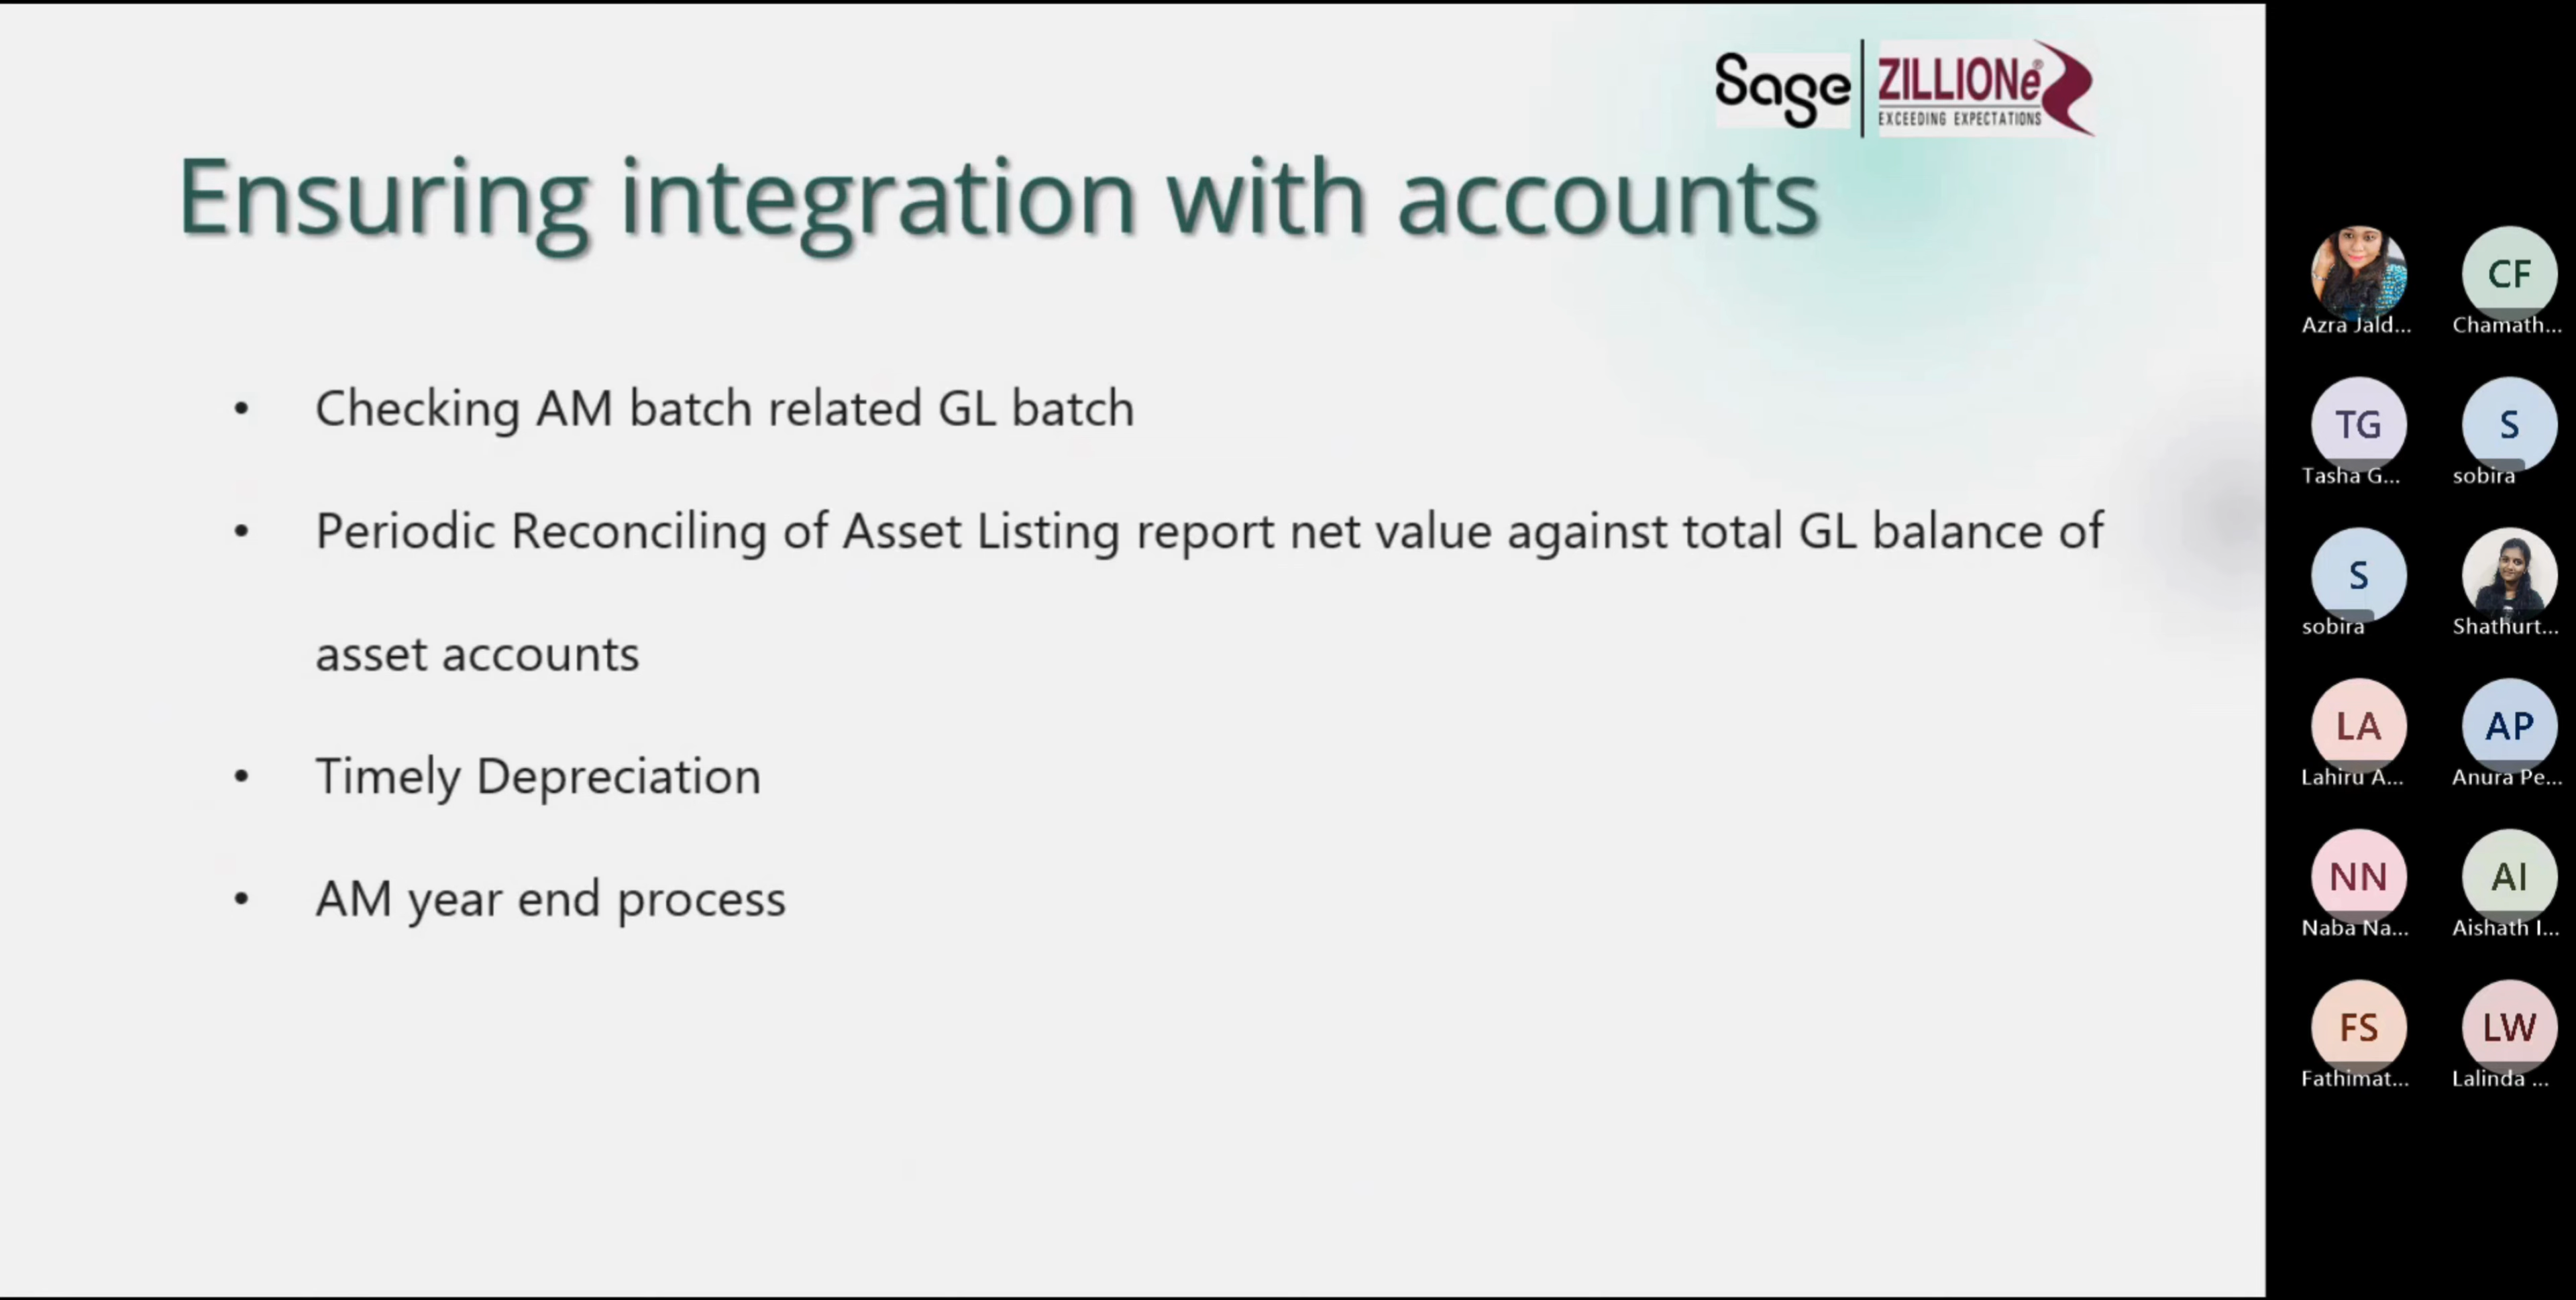 Sage
ZILLIONe®
EXCEEDING EXPECTATIONS
Ensuring integration with accounts
• Checking AM batch related GL batch
• Periodic Reconciling of Asset Listing report net value against total GL balance of
asset accounts
• Timely Depreciation
• AM year end process
CF
Azra Jald... Chamath...
TG S
Tasha G... sobira
S
sobira Shathurt...
LA AP
Lahiru A... Anura Pe...
NN AI
Naba Na... Aishath I...
FS LW
Fathimat... Lalinda ...